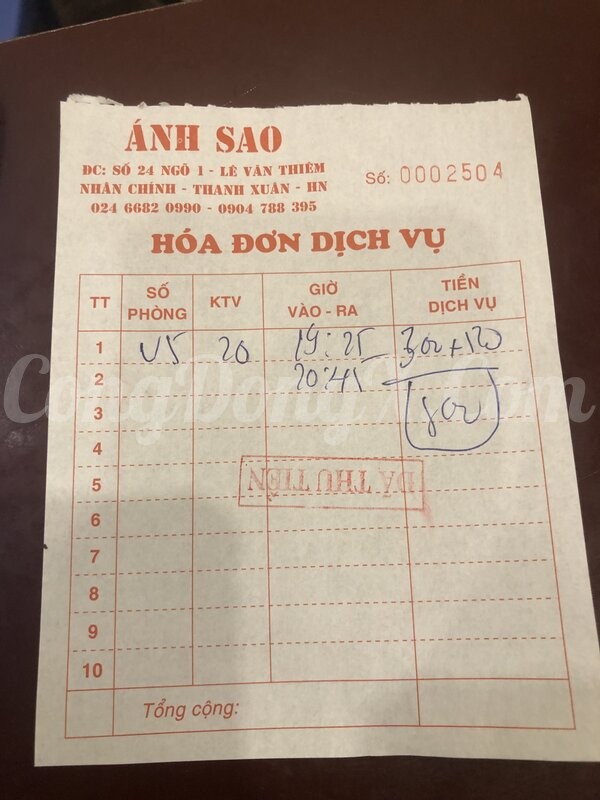 ÁNH SAO
ĐC: SỐ 24 NGÕ 1 - LÊ VĂN THIÊM
NHÂN CHÍNH - THANH XUÂN - HN
024 6682 0990 - 0904 788 395
Số: 0002504
HÓA ĐƠN DỊCH VỤ
TT SỐ PHÒNG KTV GIỜ VÀO - RA TIỀN DỊCH VỤ
1 V5 20 19:25
2 20:45
3
4
5 ĐÃ THU TIỀN
6
7
8
9
10
Tổng cộng: